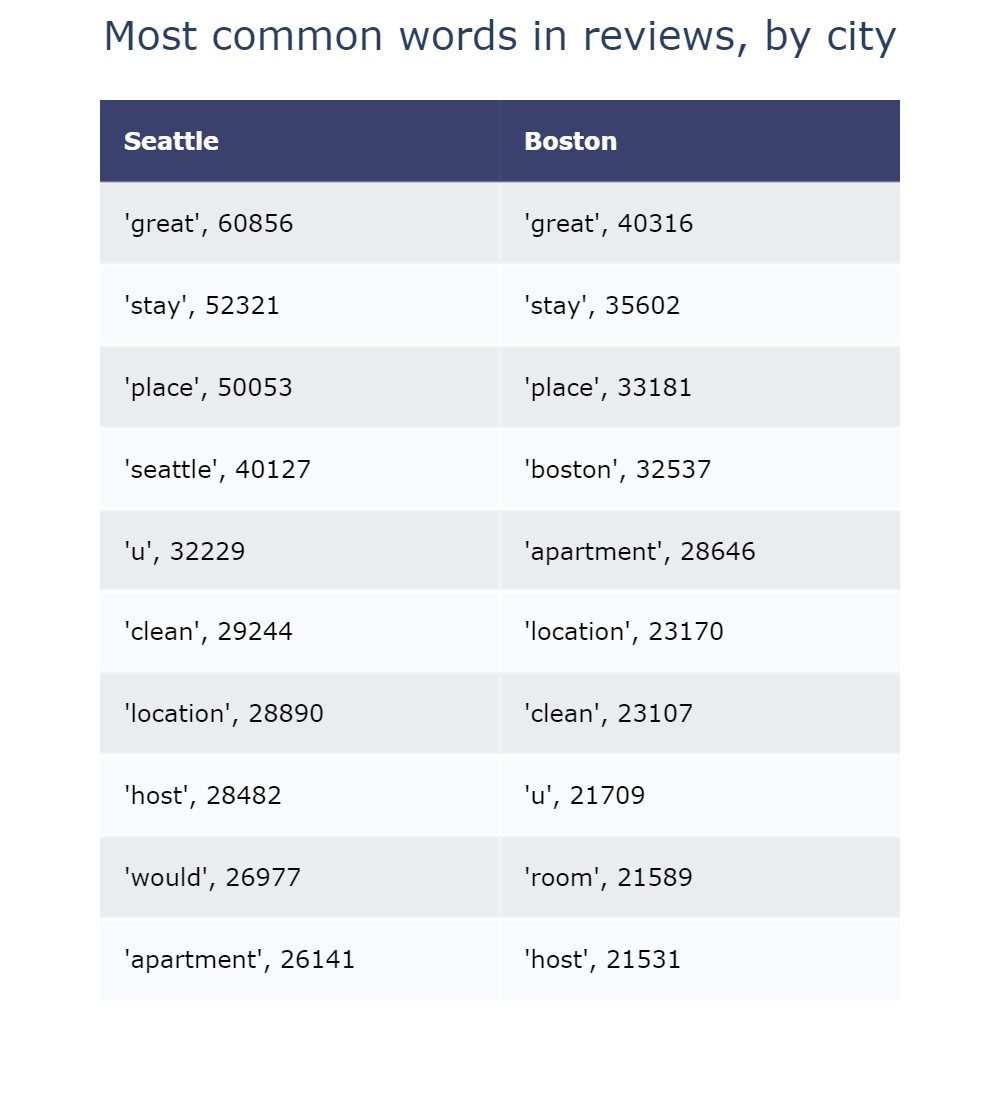 Most common words in reviews, by city
Seattle Boston
'great', 60856 'great', 40316
'stay', 52321 'stay', 35602
'place', 50053 'place', 33181
'seattle', 40127 'boston', 32537
'u', 32229 'apartment', 28646
'clean', 29244 'location', 23170
'location', 28890 'clean', 23107
'host', 28482 'u', 21709
'would', 26977 'room', 21589
'apartment', 26141 'host', 21531